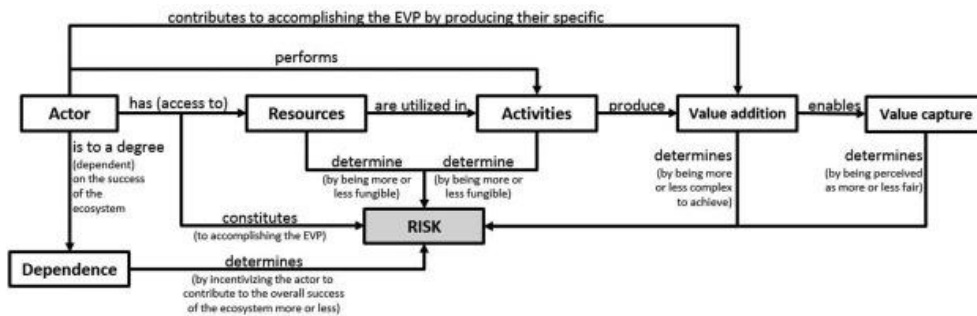 contributes to accomplishing the EVP by producing their specific
performs
Actor
has (access to)
Resources
are utilized in
Activities
produce
Value addition
enables
Value capture
is to a degree
(dependent)
on the success
of the
ecosystem
determine
(by being more or
less fungible)
determine
(by being more or
less fungible)
determines
(by being more
or less complex
to achieve)
determines
(by being perceived
as more or less fair)
constitutes
(to accomplishing the EVP)
RISK
Dependence
determines
(by incentivizing the actor to
contribute to the overall success
of the ecosystem more or less)